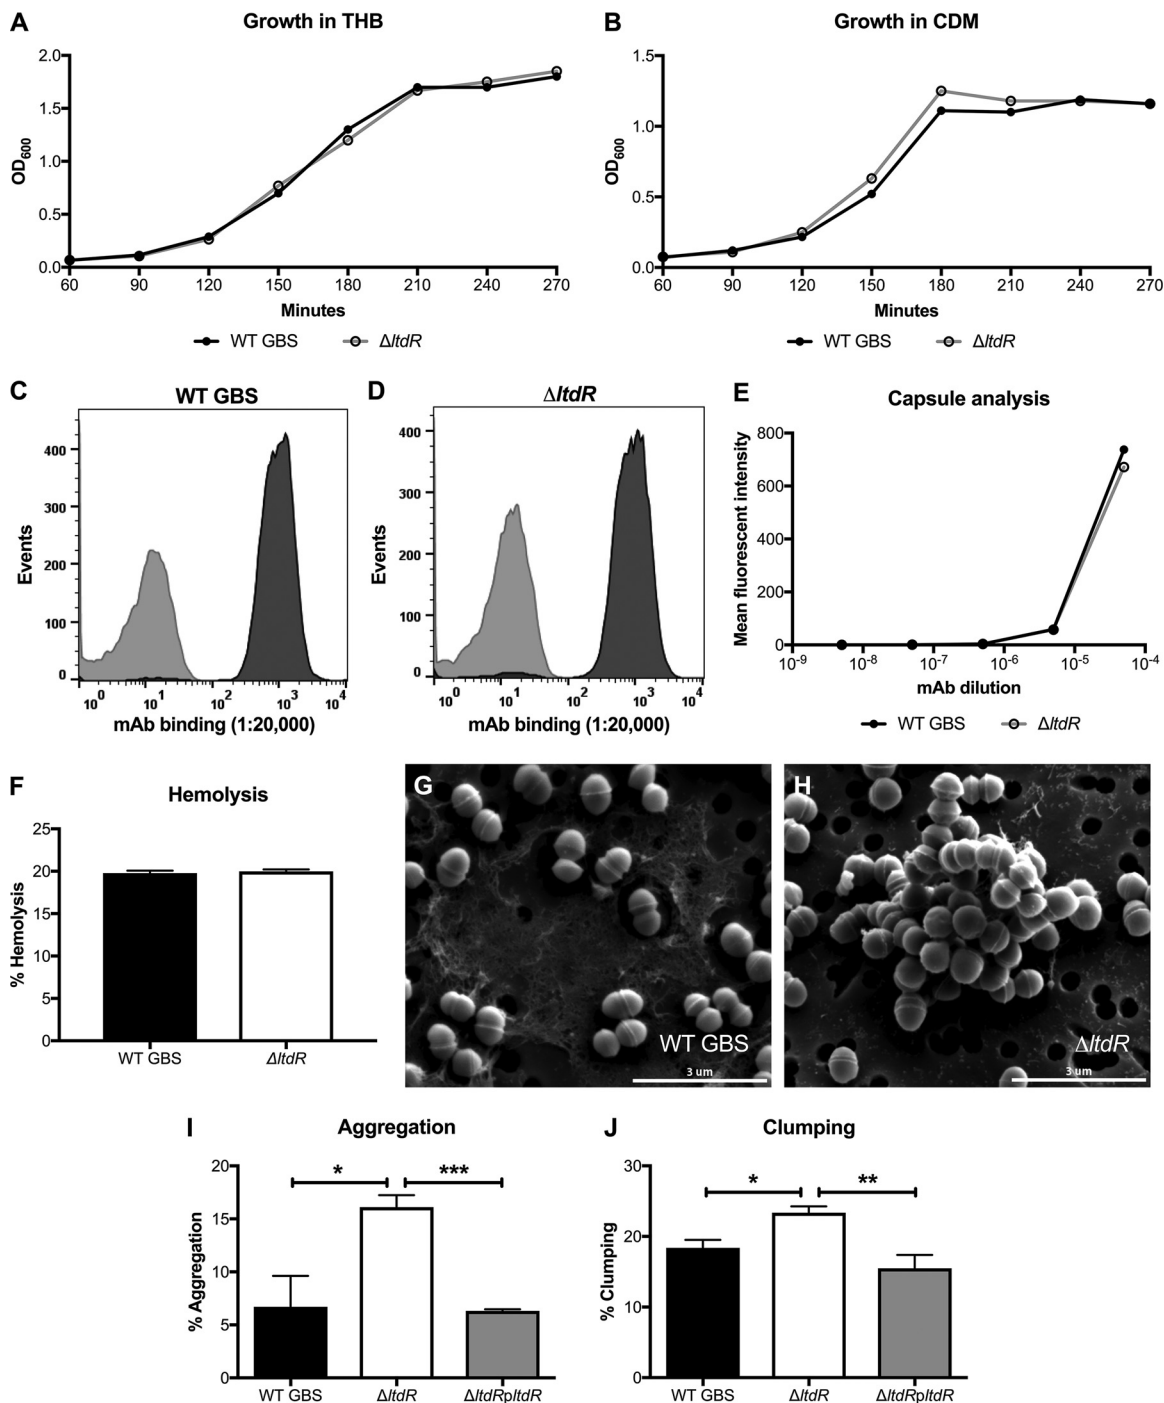 A Growth in THB
2.0
1.5
1.0
0.5
0.0
OD600
60 90 120 150 180 210 240 270
Minutes
WT GBS ΔltdR
B Growth in CDM
1.5
1.0
0.5
0.0
OD600
60 90 120 150 180 210 240 270
Minutes
WT GBS ΔltdR
C WT GBS
400
300
200
100
0
Events
10^0 10^1 10^2 10^3 10^4
mAb binding (1:20,000)
D ΔltdR
400
300
200
100
0
Events
10^0 10^1 10^2 10^3 10^4
mAb binding (1:20,000)
E Capsule analysis
800
600
400
200
0
Mean fluorescent intensity
10^-9 10^-8 10^-7 10^-6 10^-5 10^-4
mAb dilution
WT GBS ΔltdR
F Hemolysis
25
20
15
10
5
0
% Hemolysis
WT GBS ΔltdR
G
WT GBS
3 um
H
ΔltdR
3 um
I Aggregation
20
15
10
5
0
% Aggregation
* ***
WT GBS ΔltdR ΔltdRpltdR
J Clumping
30
20
10
0
% Clumping
* **
WT GBS ΔltdR ΔltdRpltdR